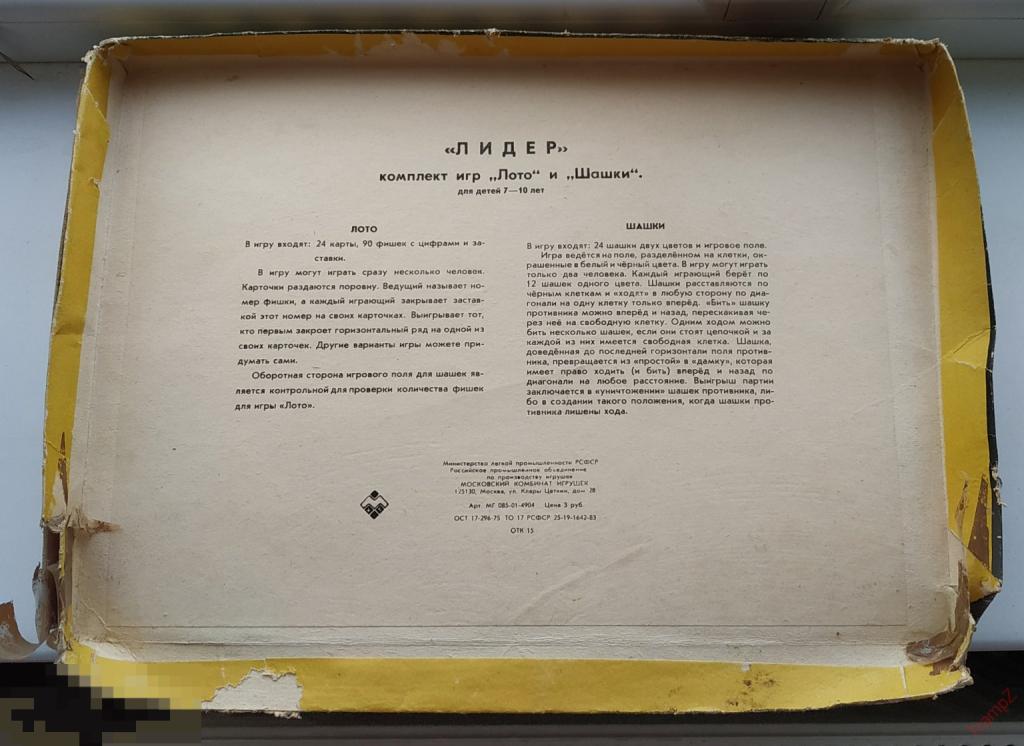 «ЛИДЕР»
комплект игр „Лото“ и „Шашки“.
для детей 7—10 лет
ЛОТО
В игру входят: 24 карты, 90 фишек с цифрами и за-
ставки.
В игру могут играть сразу несколько человек.
Карточки раздаются поровну. Ведущий называет но-
мер фишки, а каждый играющий закрывает застав-
кой этот номер на своих карточках. Выигрывает тот,
кто первым закроет горизонтальный ряд на одной из
своих карточек. Другие варианты игры можете при-
думать сами.
Оборотная сторона игрового поля для шашек яв-
ляется контрольной для проверки количества фишек
для игры «Лото».
ШАШКИ
В игру входят: 24 шашки двух цветов и игровое поле.
Игра ведётся на поле, разделённом на клетки, ок-
рашенные в белый и чёрный цвета. В игру могут играть
только два человека. Каждый играющий берёт по
12 шашек одного цвета. Шашки расставляются по
чёрным клеткам и «ходят» в любую сторону по диа-
гонали на одну клетку только вперёд. «Бить» шашку
противника можно вперёд и назад, перескакивая че-
рез неё на свободную клетку. Одним ходом можно
бить несколько шашек, если они стоят цепочкой и за
каждой из них имеется свободная клетка. Шашка,
доведённая до последней горизонтали поля против-
ника, превращается из «простой» в «дамку», которая
имеет право ходить (и бить) вперёд и назад по
диагонали на любое расстояние. Выигрыш партии
заключается в «уничтожении» шашек противника, ли-
бо в создании такого положения, когда шашки про-
тивника лишены хода.
Министерство легкой промышленности РСФСР
Российское промышленное объединение
по производству игрушек
МОСКОВСКИЙ КОМБИНАТ ИГРУШЕК
125130, Москва, ул. Клары Цеткин, дом 28
Арт. МГ 085-01-4904 Цена 3 руб.
ОСТ 17-296-75 ТО 17 РСФСР 25-19-1642-83
ОТК 15